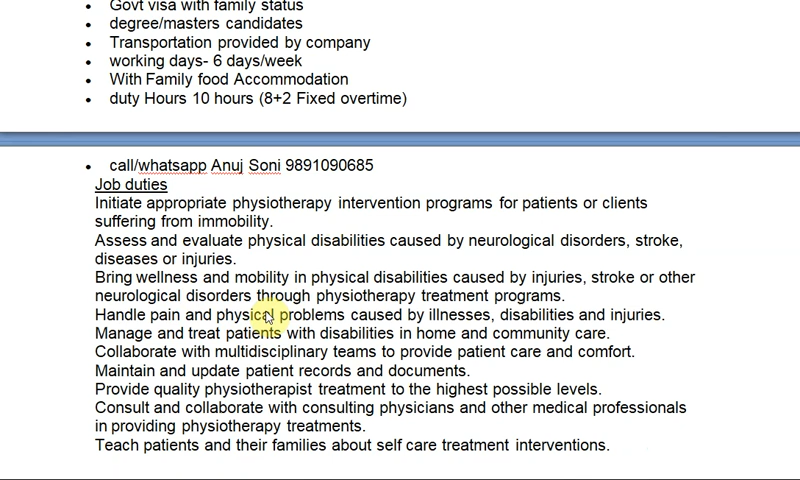 Govt visa with family status
degree/masters candidates
Transportation provided by company
working days- 6 days/week
With Family food Accommodation
duty Hours 10 hours (8+2 Fixed overtime)
call/whatsapp Anuj Soni 9891090685
Job duties
Initiate appropriate physiotherapy intervention programs for patients or clients
suffering from immobility.
Assess and evaluate physical disabilities caused by neurological disorders, stroke,
diseases or injuries.
Bring wellness and mobility in physical disabilities caused by injuries, stroke or other
neurological disorders through physiotherapy treatment programs.
Handle pain and physical problems caused by illnesses, disabilities and injuries.
Manage and treat patients with disabilities in home and community care.
Collaborate with multidisciplinary teams to provide patient care and comfort.
Maintain and update patient records and documents.
Provide quality physiotherapist treatment to the highest possible levels.
Consult and collaborate with consulting physicians and other medical professionals
in providing physiotherapy treatments.
Teach patients and their families about self care treatment interventions.